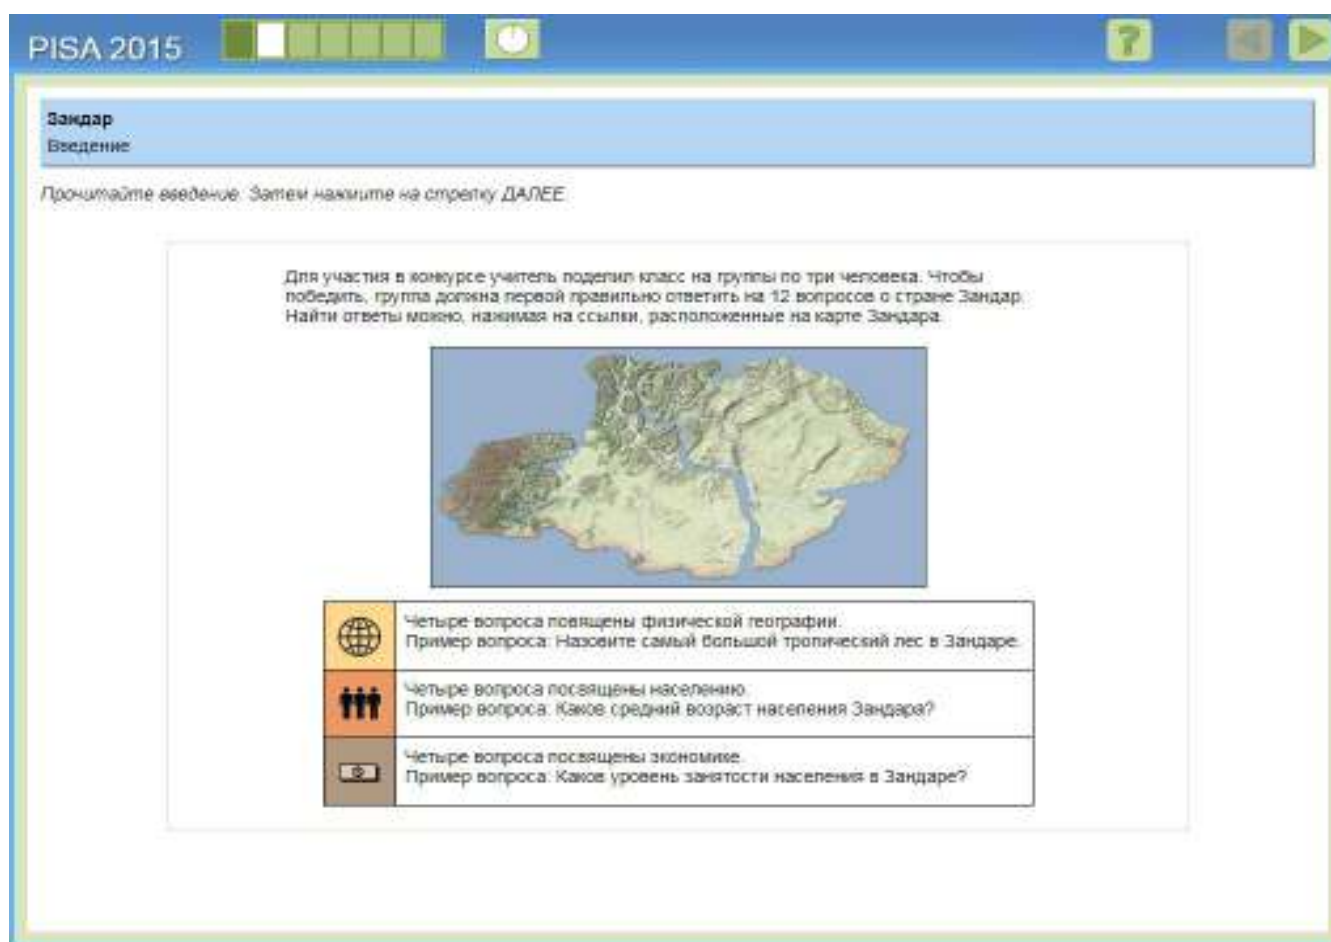 PISA 2015
?
Зандар
Введение
Прочитайте введение. Затем нажмите на стрелку ДАЛЕЕ.
Для участия в конкурсе учитель поделил класс на группы по три человека. Чтобы
победить, группа должна первой правильно ответить на 12 вопросов о стране Зандар.
Найти ответы можно, нажимая на ссылки, расположенные на карте Зандара.
Четыре вопроса повящены физической географии.
Пример вопроса: Назовите самый большой тропический лес в Зандаре.
Четыре вопроса посвящены населению.
Пример вопроса: Каков средний возраст населения Зандара?
Четыре вопроса посвящены экономике.
Пример вопроса: Каков уровень занятости населения в Зандаре?